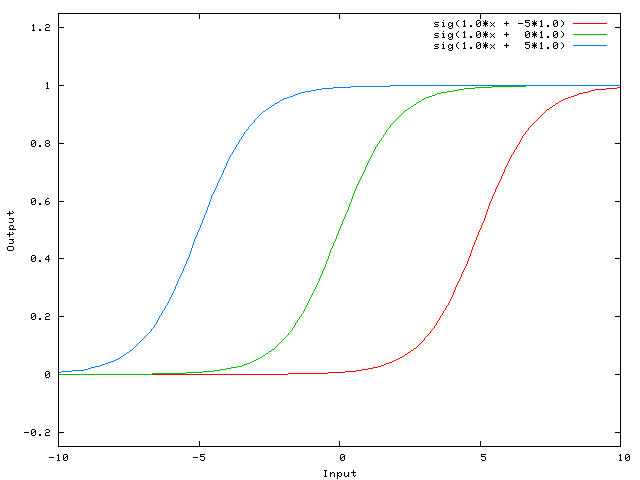 1.2
sig(1.0*x + -5*1.0)
sig(1.0*x +  0*1.0)
sig(1.0*x +  5*1.0)
1
0.8
0.6
Output
0.4
0.2
0
-0.2
-10 -5 0 5 10
Input